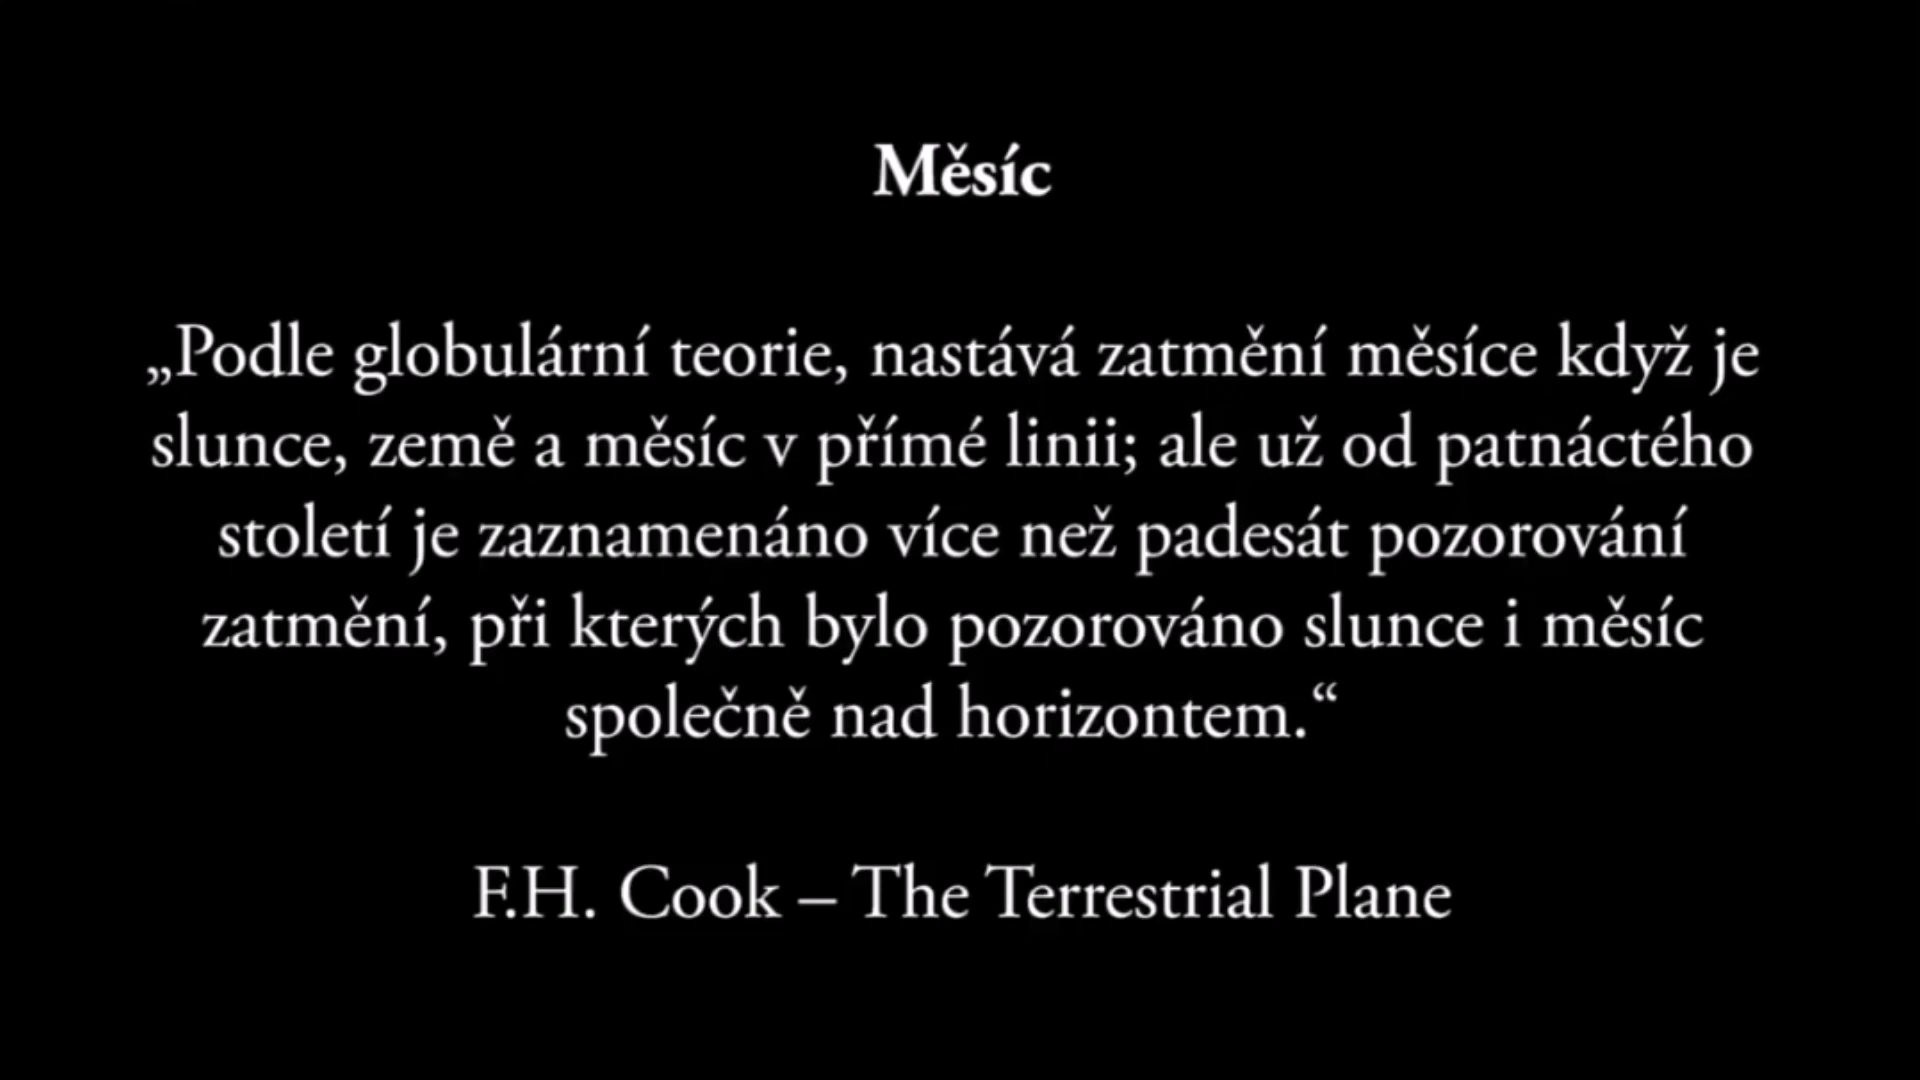 Měsíc
„Podle globulární teorie, nastává zatmění měsíce když je
slunce, země a měsíc v přímé linii; ale už od patnáctého
století je zaznamenáno více než padesát pozorování
zatmění, při kterých bylo pozorováno slunce i měsíc
společně nad horizontem.“
F.H. Cook – The Terrestrial Plane